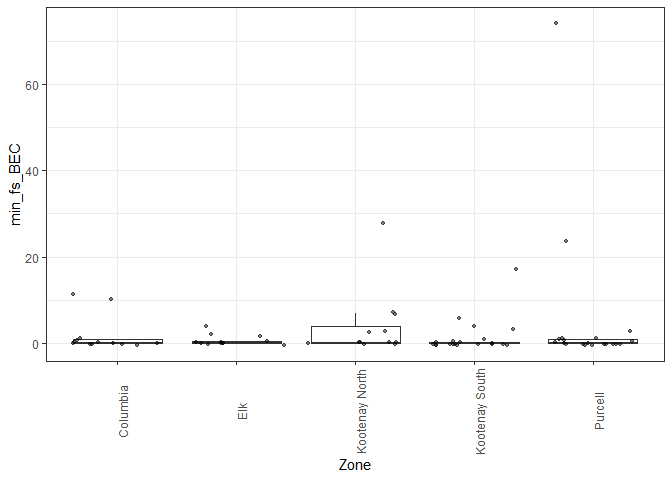 min_fs_BEC
60
40
20
0
Columbia
Elk
Kootenay North
Kootenay South
Purcell
Zone